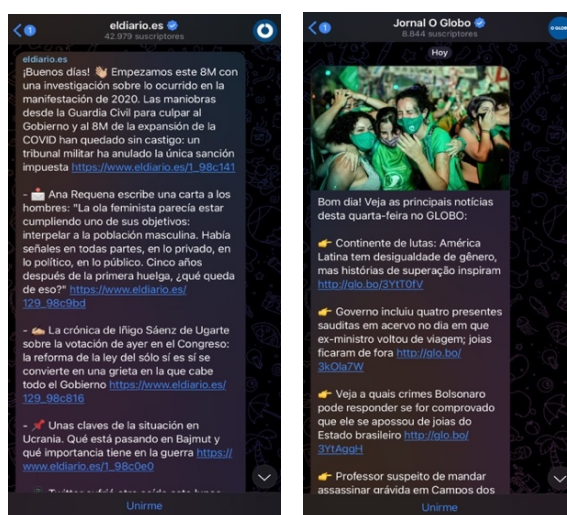 1
eldiario.es
42.979 suscriptores
eldiario.es
¡Buenos días! 👋🏼 Empezamos este 8M con
una investigación sobre lo ocurrido en la
manifestación de 2020. Las maniobras
desde la Guardia Civil para culpar al
Gobierno y al 8M de la expansión de la
COVID han quedado sin castigo: un
tribunal militar ha anulado la única sanción
impuesta https://www.eldiario.es/1_98c141
- 📩 Ana Requena escribe una carta a los
hombres: "La ola feminista parecía estar
cumpliendo uno de sus objetivos:
interpelar a la población masculina. Había
señales en todas partes, en lo privado, en
lo político, en lo público. Cinco años
después de la primera huelga, ¿qué queda
de eso?" https://www.eldiario.es/
129_98c9bd
- ✍🏼 La crónica de Iñigo Sáenz de Ugarte
sobre la votación de ayer en el Congreso:
la reforma de la ley del sólo sí es sí se
convierte en una grieta en la que cabe
todo el Gobierno https://www.eldiario.es/
129_98c816
- 📌 Unas claves de la situación en
Ucrania. Qué está pasando en Bajmut y
qué importancia tiene en la guerra https://
www.eldiario.es/1_98c0e0
Unirme
1
Jornal O Globo
8.844 suscriptores
O GLOBO
Hoy
Bom dia! Veja as principais notícias
desta quarta-feira no GLOBO:
👉 Continente de lutas: América
Latina tem desigualdade de gênero,
mas histórias de superação inspiram
http://glo.bo/3YtT0fV
👉 Governo incluiu quatro presentes
sauditas em acervo no dia em que
ex-ministro voltou de viagem; joias
ficaram de fora http://glo.bo/
3kOla7W
👉 Veja a quais crimes Bolsonaro
pode responder se for comprovado
que ele se apossou de joias do
Estado brasileiro http://glo.bo/
3YtAggH
👉 Professor suspeito de mandar
assassinar grávida em Campos dos
Unirme